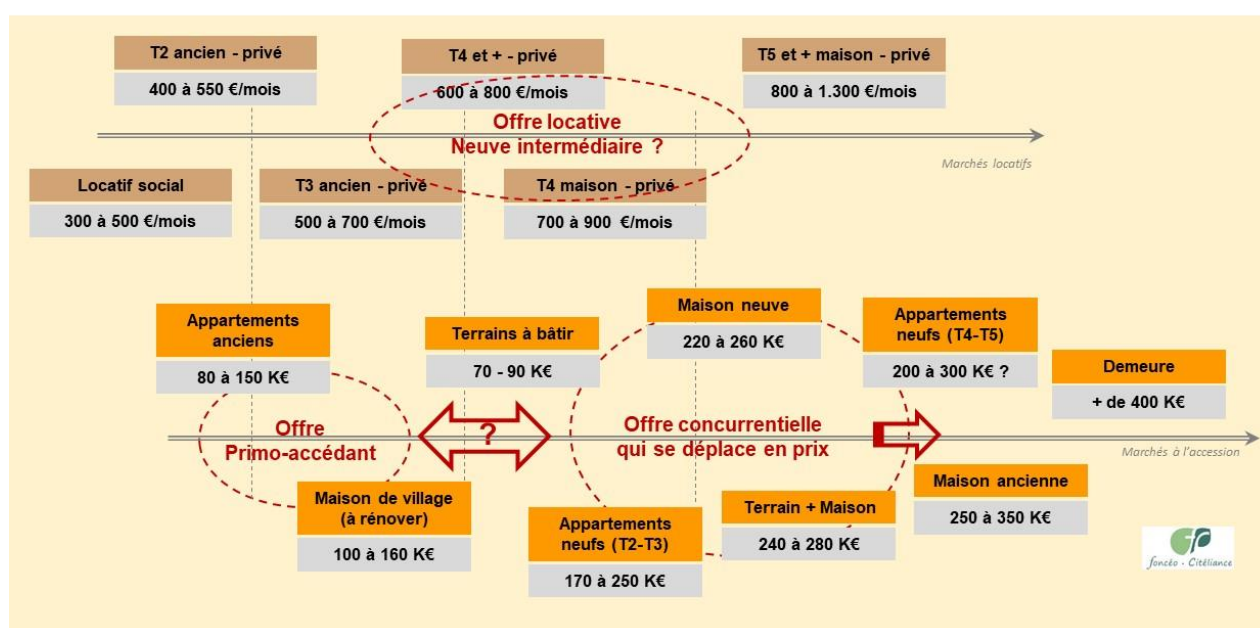 T2 ancien - privé
400 à 550 €/mois
T4 et + - privé
600 à 800 €/mois
T5 et + maison - privé
800 à 1.300 €/mois
Offre locative
Neuve intermédiaire ?
Marchés locatifs
Locatif social
300 à 500 €/mois
T3 ancien - privé
500 à 700 €/mois
T4 maison - privé
700 à 900 €/mois
Appartements
anciens
80 à 150 K€
Terrains à bâtir
70 - 90 K€
Maison neuve
220 à 260 K€
Appartements
neufs (T4-T5)
200 à 300 K€ ?
Demeure
+ de 400 K€
Offre
Primo-accédant
?
Offre concurrentielle
qui se déplace en prix
Marchés à l'accession
Maison de village
(à rénover)
100 à 160 K€
Appartements
neufs (T2-T3)
170 à 250 K€
Terrain + Maison
240 à 280 K€
Maison ancienne
250 à 350 K€
foncéo - Citéliance